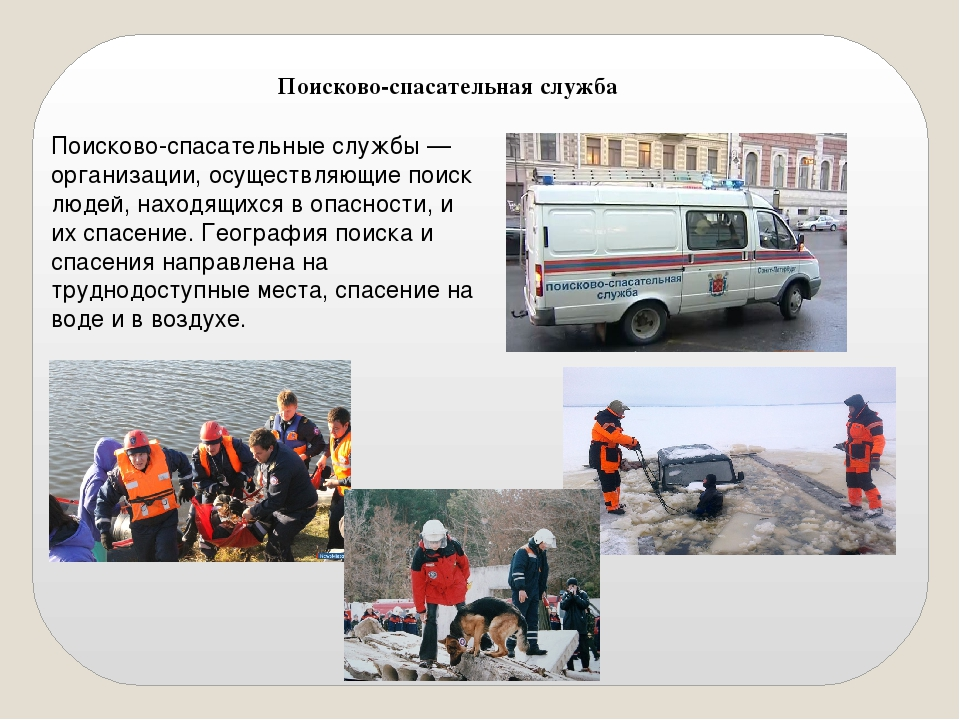 Поисково-спасательная служба
Поисково-спасательные службы —
организации, осуществляющие поиск
людей, находящихся в опасности, и
их спасение. География поиска и
спасения направлена на
труднодоступные места, спасение на
воде и в воздухе.
Санкт-Петербург
поисково-спасательная
служба